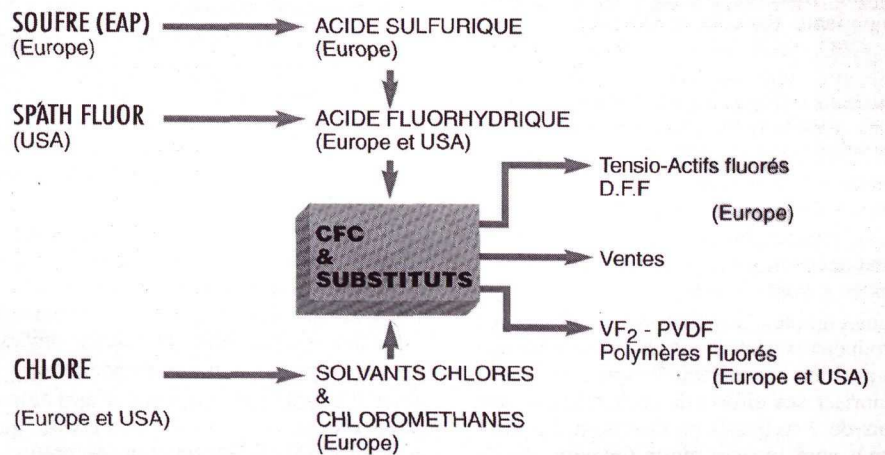 SOUFRE (EAP)
(Europe)
ACIDE SULFURIQUE
(Europe)
SPATH FLUOR
(USA)
ACIDE FLUORHYDRIQUE
(Europe et USA)
Tensio-Actifs fluorés
D.F.F
(Europe)
CFC
&
SUBSTITUTS
Ventes
VF2 - PVDF
Polymères Fluorés
(Europe et USA)
CHLORE
(Europe et USA)
SOLVANTS CHLORES
&
CHLOROMETHANES
(Europe)